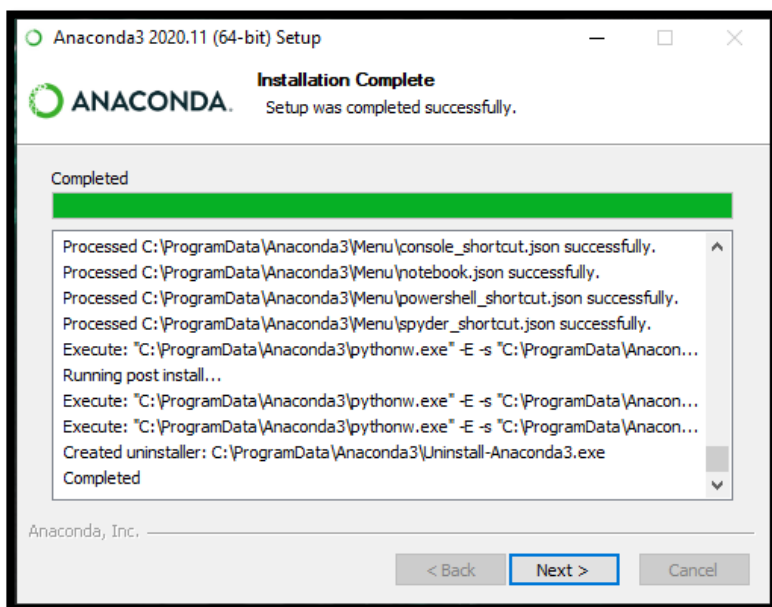 Anaconda3 2020.11 (64-bit) Setup
ANACONDA.
Installation Complete
Setup was completed successfully.
Completed
Processed C:\ProgramData\Anaconda3\Menu\console_shortcut.json successfully.
Processed C:\ProgramData\Anaconda3\Menu\notebook.json successfully.
Processed C:\ProgramData\Anaconda3\Menu\powershell_shortcut.json successfully.
Processed C:\ProgramData\Anaconda3\Menu\spyder_shortcut.json successfully.
Execute: "C:\ProgramData\Anaconda3\pythonw.exe" -E -s "C:\ProgramData\Anacon...
Running post install...
Execute: "C:\ProgramData\Anaconda3\pythonw.exe" -E -s "C:\ProgramData\Anacon...
Execute: "C:\ProgramData\Anaconda3\pythonw.exe" -E -s "C:\ProgramData\Anacon...
Created uninstaller: C:\ProgramData\Anaconda3\Uninstall-Anaconda3.exe
Completed
Anaconda, Inc.
< Back Next > Cancel